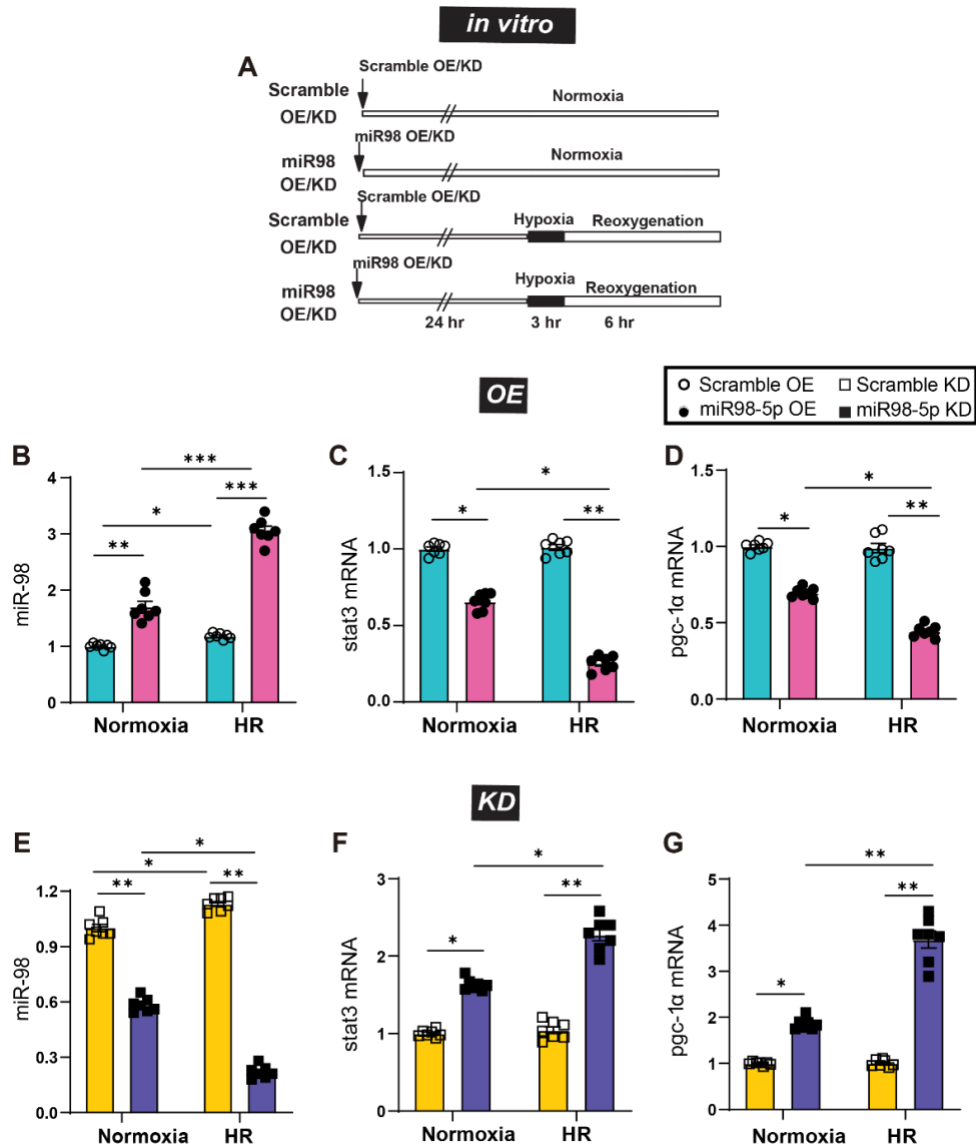 in vitro
A
Scramble OE/KD
Scramble
OE/KD
Normoxia
miR98 OE/KD
miR98
OE/KD
Normoxia
Scramble OE/KD
Scramble
OE/KD
Hypoxia
Reoxygenation
miR98 OE/KD
miR98
OE/KD
Hypoxia
Reoxygenation
24 hr 3 hr 6 hr
OE
Scramble OE Scramble KD
miR98-5p OE miR98-5p KD
B
miR-98
4
3
2
1
0
***
*
***
**
Normoxia HR
C
stat3 mRNA
1.5
1.0
0.5
0.0
*
*
**
Normoxia HR
D
pgc-1α mRNA
1.5
1.0
0.5
0.0
*
*
**
Normoxia HR
KD
E
miR-98
1.2
0.9
0.6
0.3
0.0
*
*
**
**
Normoxia HR
F
stat3 mRNA
3
2
1
0
*
**
*
Normoxia HR
G
pgc-1α mRNA
5
4
3
2
1
0
**
**
*
Normoxia HR